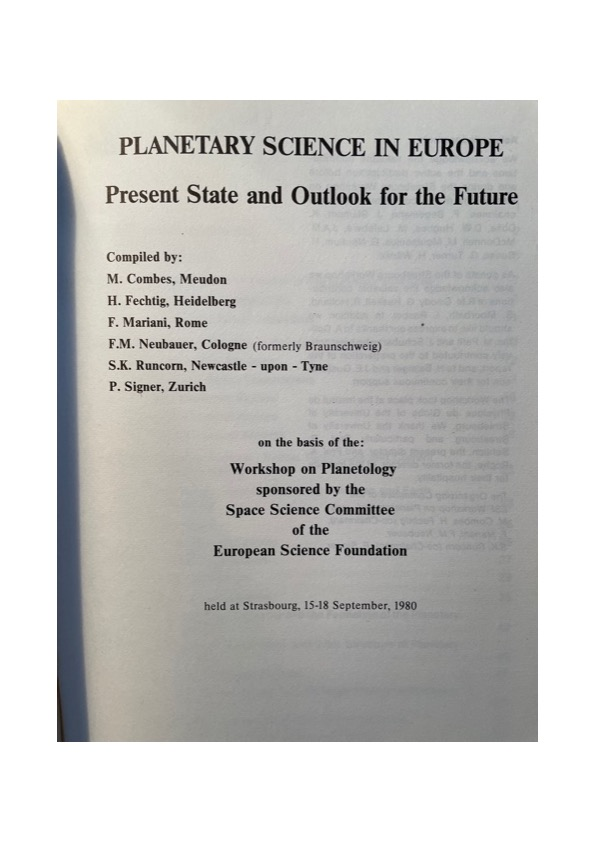 PLANETARY SCIENCE IN EUROPE
Present State and Outlook for the Future
Compiled by:
M. Combes, Meudon
H. Fechtig, Heidelberg
F. Mariani, Rome
F.M. Neubauer, Cologne (formerly Braunschweig)
S.K. Runcorn, Newcastle - upon - Tyne
P. Signer, Zurich
on the basis of the:
Workshop on Planetology
sponsored by the
Space Science Committee
of the
European Science Foundation
held at Strasbourg, 15-18 September, 1980